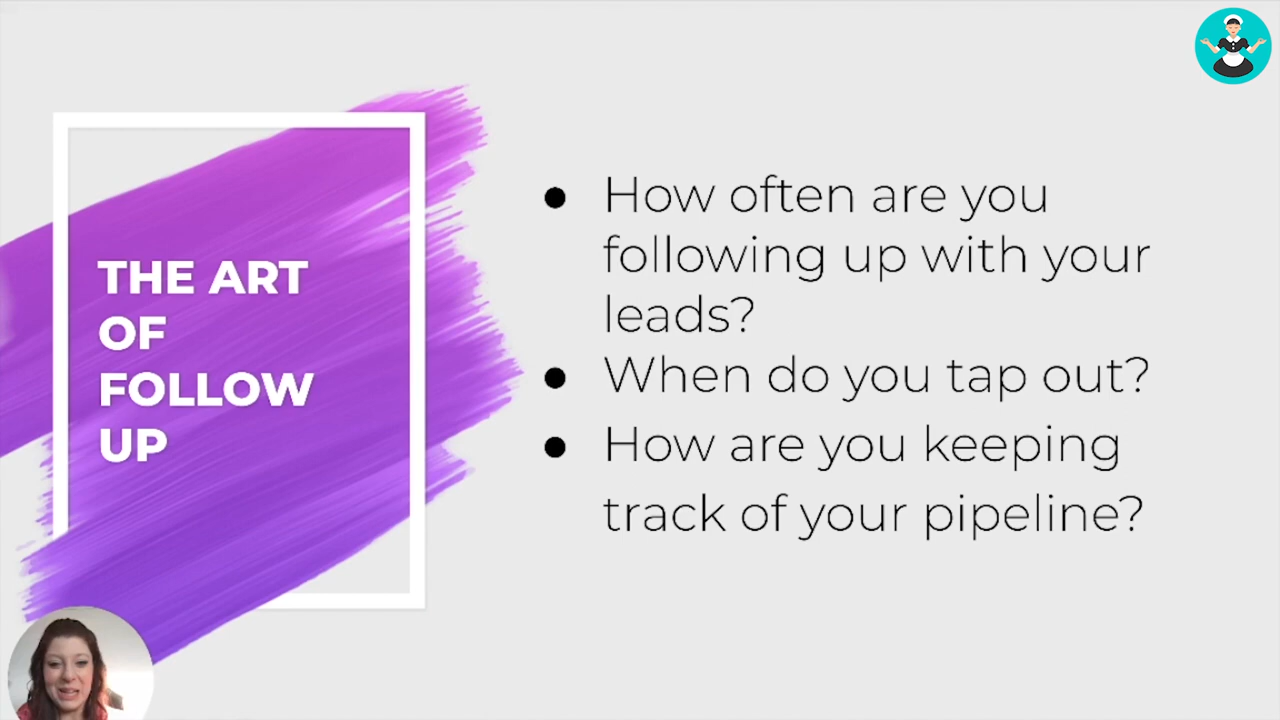 THE ART
OF
FOLLOW
UP
● How often are you
following up with your
leads?
● When do you tap out?
● How are you keeping
track of your pipeline?